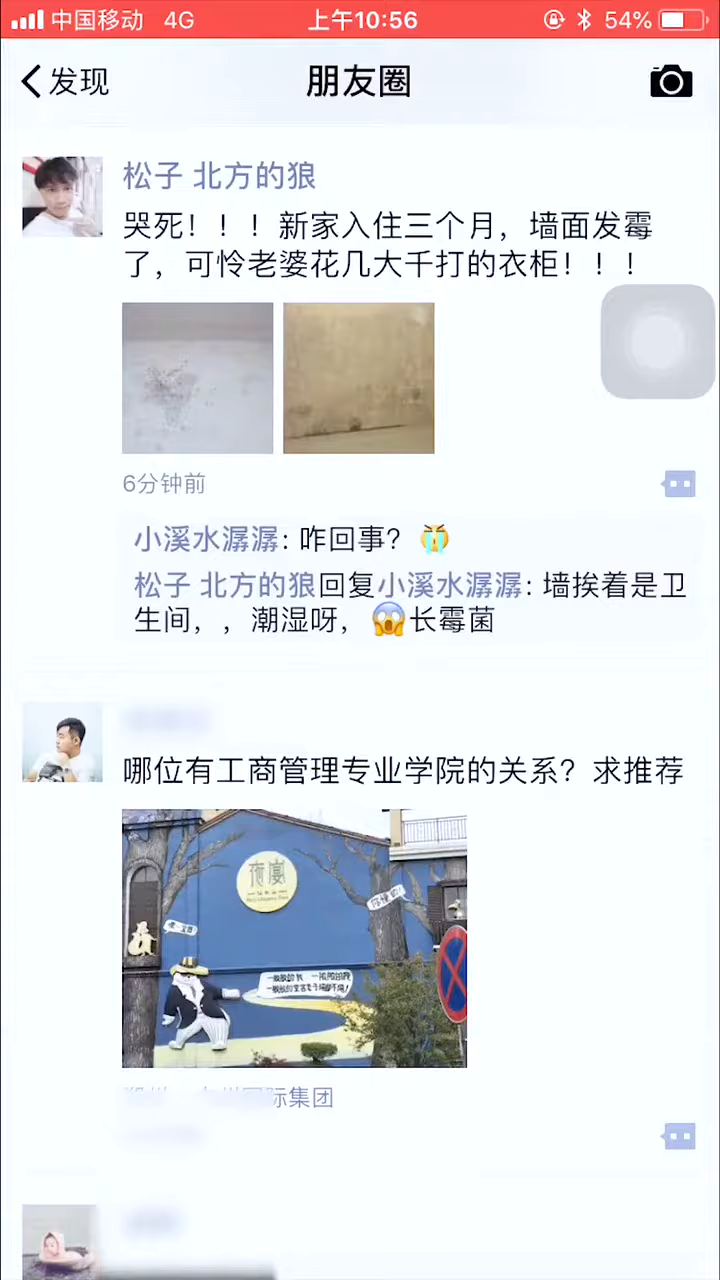 中国移动 4G 上午10:56 54%
发现 朋友圈
松子 北方的狼
哭死！！！新家入住三个月，墙面发霉
了，可怜老婆花几大千打的衣柜！！！
6分钟前
小溪水潺潺: 咋回事？
松子 北方的狼回复小溪水潺潺: 墙挨着是卫
生间，，潮湿呀，长霉菌
哪位有工商管理专业学院的关系？求推荐
夜宴
际集团